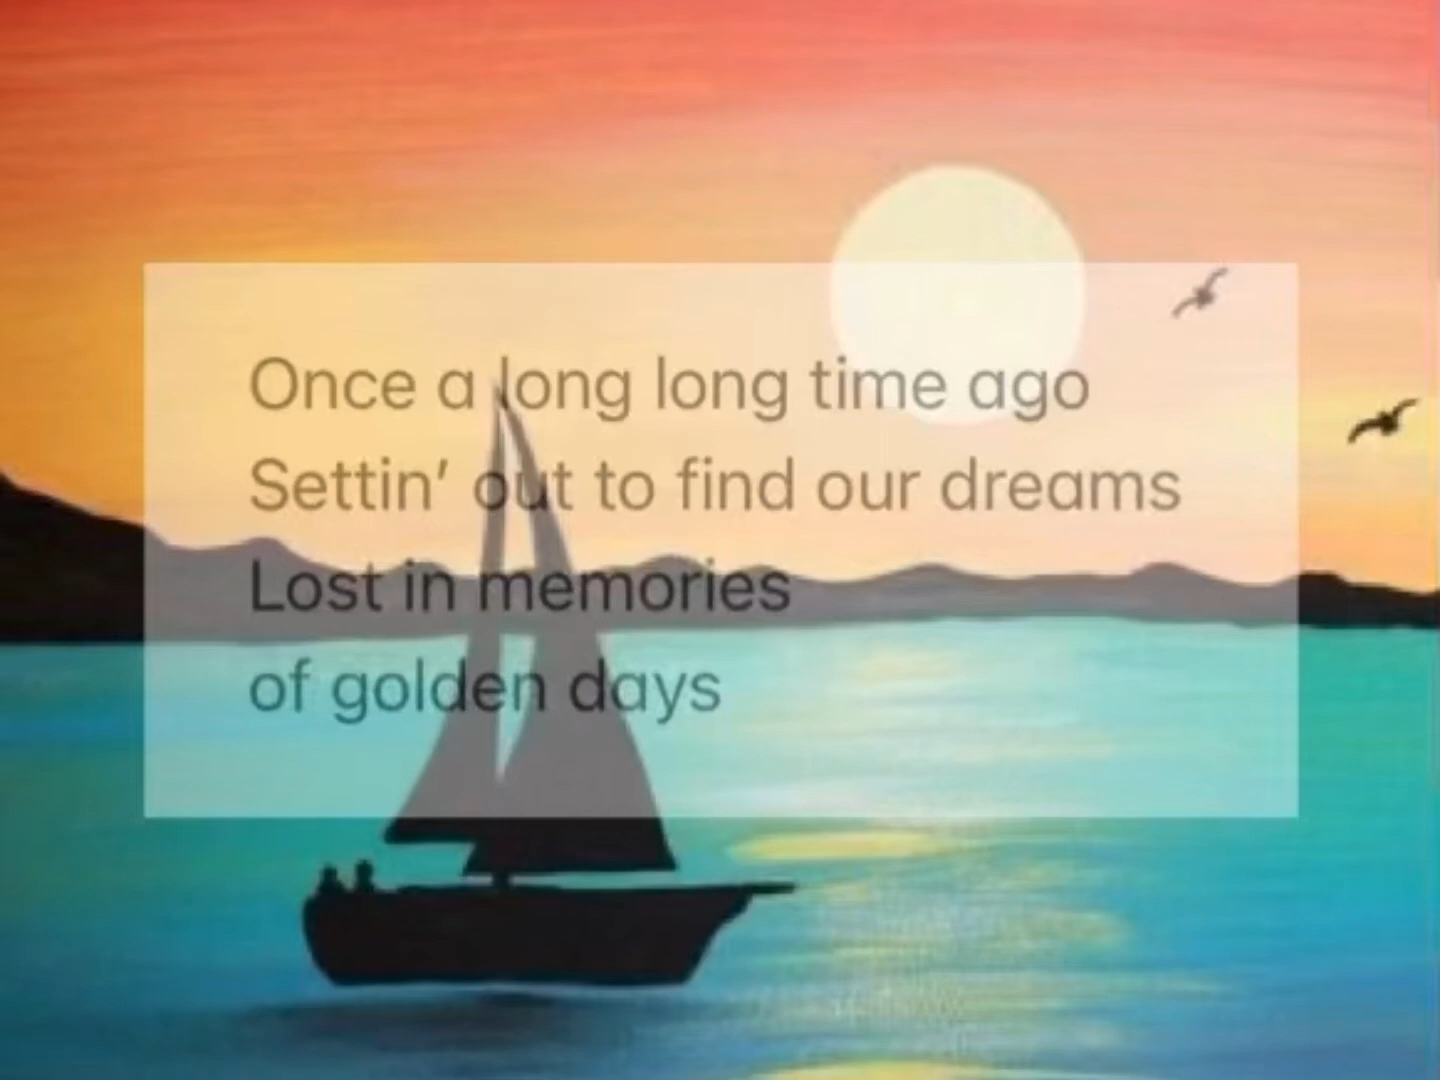 Once a long long time ago
Settin’ out to find our dreams
Lost in memories
of golden days